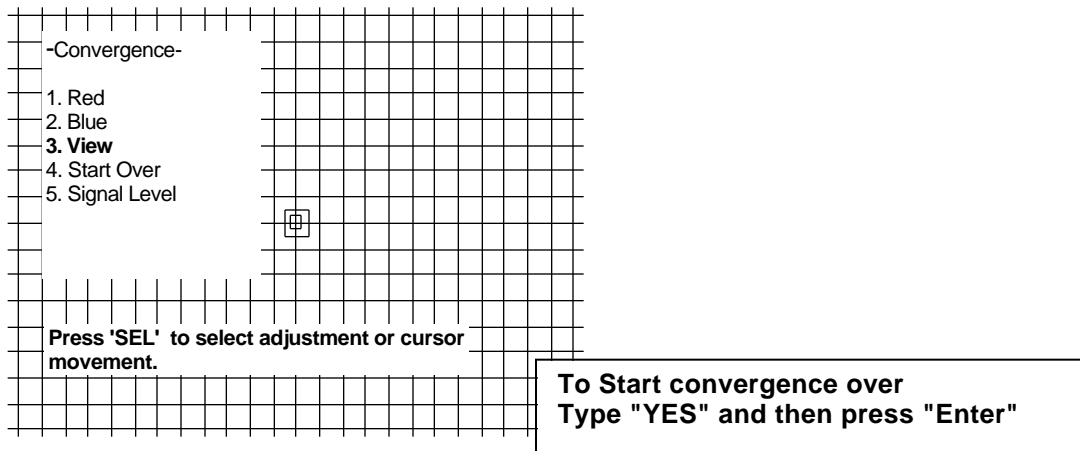 -Convergence-
1. Red
2. Blue
3. View
4. Start Over
5. Signal Level
Press 'SEL' to select adjustment or cursor
movement.
To Start convergence over
Type "YES" and then press "Enter"